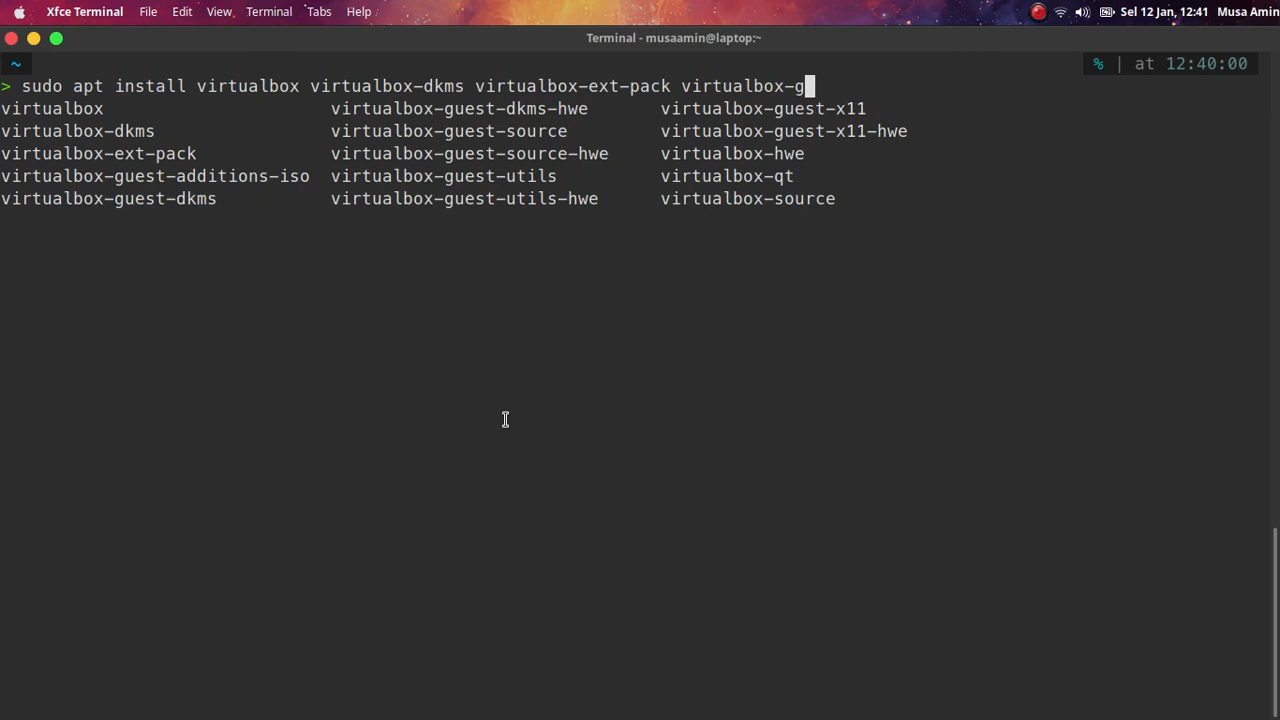 Xfce Terminal File Edit View Terminal Tabs Help Sel 12 Jan, 12:41 Musa Amin
Terminal - musaamin@laptop:~
~ % | at 12:40:00
> sudo apt install virtualbox virtualbox-dkms virtualbox-ext-pack virtualbox-g
virtualbox virtualbox-guest-dkms-hwe virtualbox-guest-x11
virtualbox-dkms virtualbox-guest-source virtualbox-guest-x11-hwe
virtualbox-ext-pack virtualbox-guest-source-hwe virtualbox-hwe
virtualbox-guest-additions-iso virtualbox-guest-utils virtualbox-qt
virtualbox-guest-dkms virtualbox-guest-utils-hwe virtualbox-source